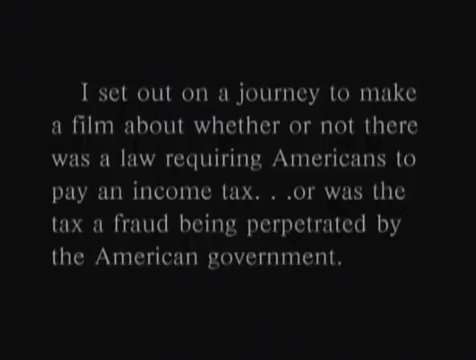 I set out on a journey to make
a film about whether or not there
was a law requiring Americans to
pay an income tax. . .or was the
tax a fraud being perpetrated by
the American government.